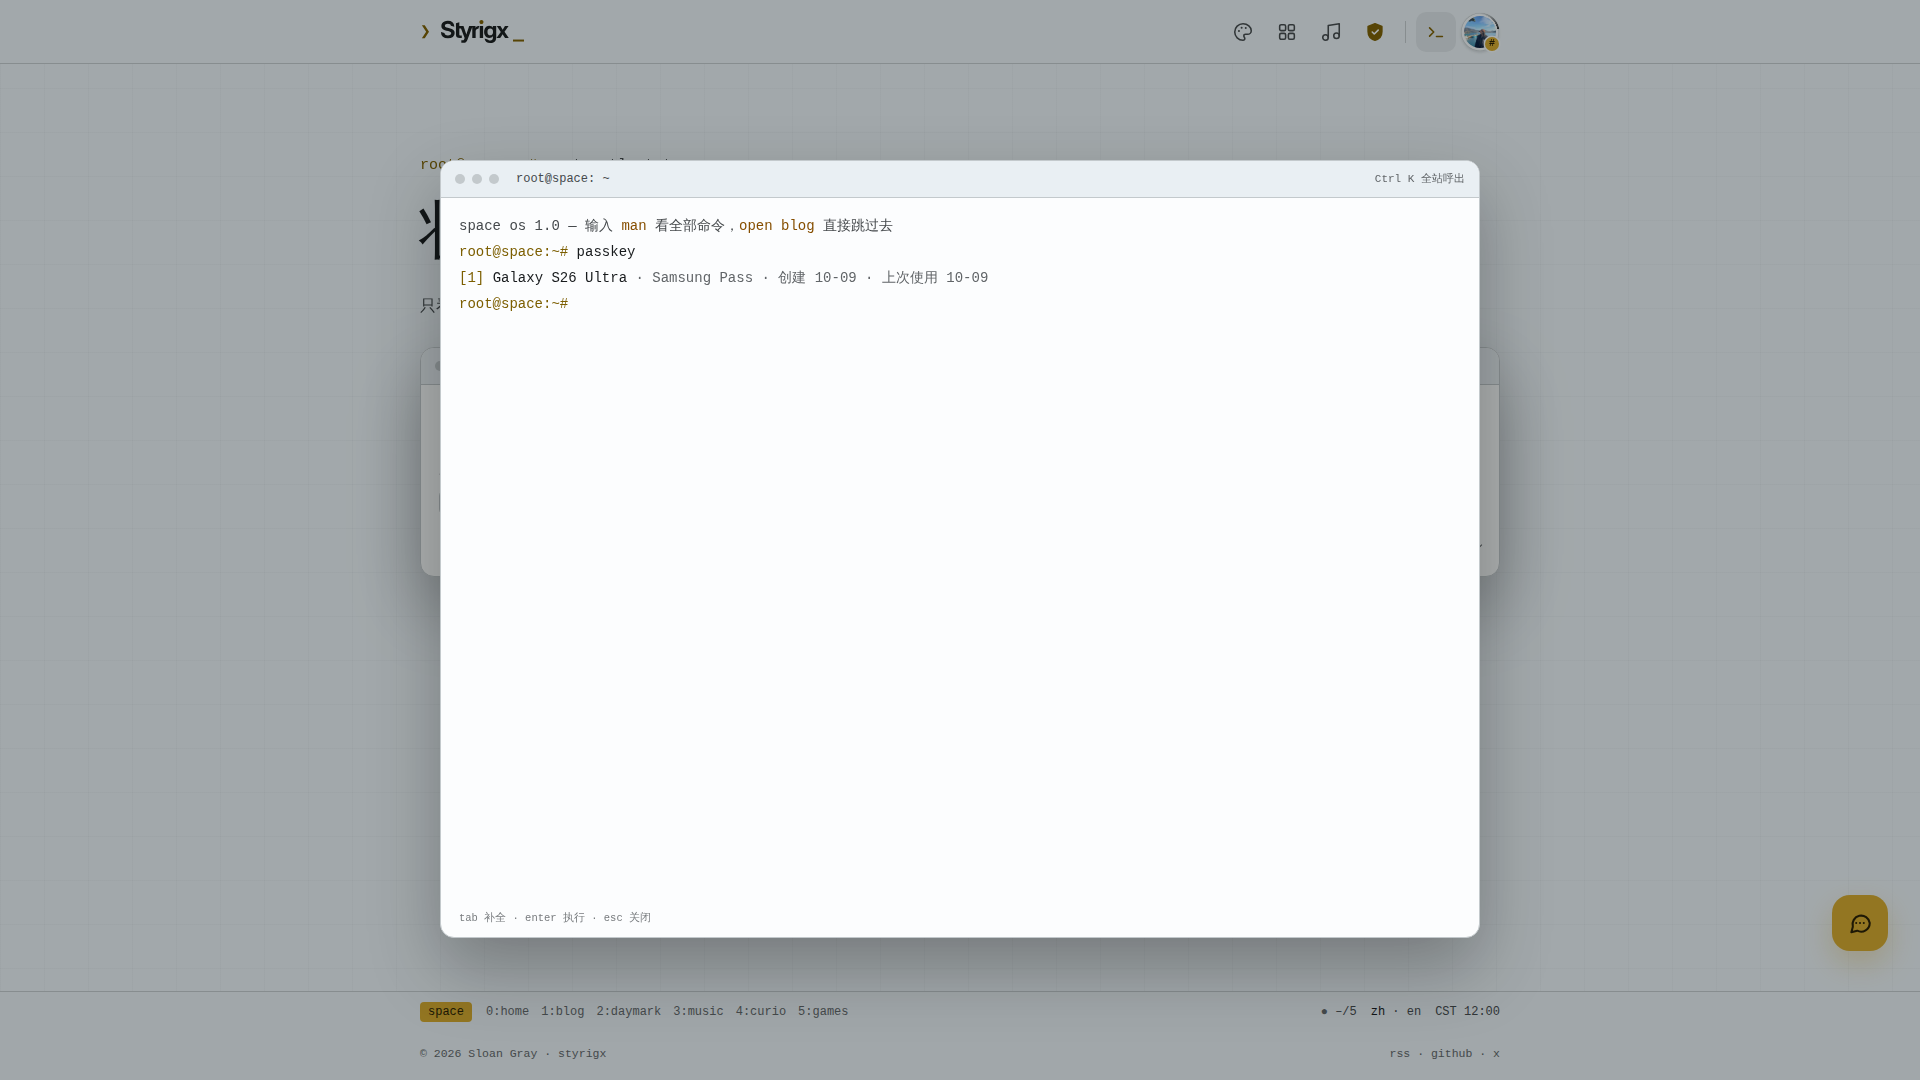 ❯ Styrigx _
root@space: ~
Ctrl K 全站呼出
space os 1.0 — 输入 man 看全部命令，open blog 直接跳过去
root@space:~# passkey
[1] Galaxy S26 Ultra · Samsung Pass · 创建 10-09 · 上次使用 10-09
root@space:~#
tab 补全 · enter 执行 · esc 关闭
space 0:home 1:blog 2:daymark 3:music 4:curio 5:games
● –/5 zh · en CST 12:00
© 2026 Sloan Gray · styrigx
rss · github · x